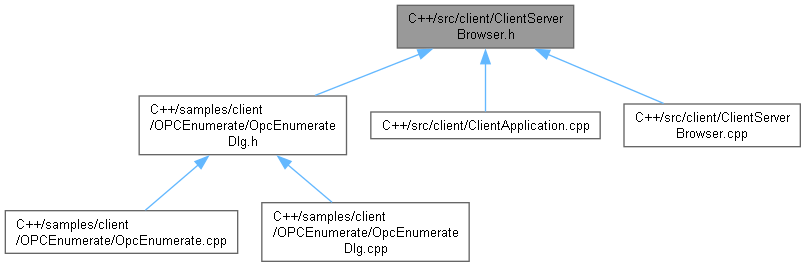 C++/src/client/ClientServer
Browser.h
C++/samples/client
/OPCEnumerate/OpcEnumerate
Dlg.h
C++/src/client/ClientApplication.cpp
C++/src/client/ClientServer
Browser.cpp
C++/samples/client
/OPCEnumerate/OpcEnumerate.cpp
C++/samples/client
/OPCEnumerate/OpcEnumerate
Dlg.cpp